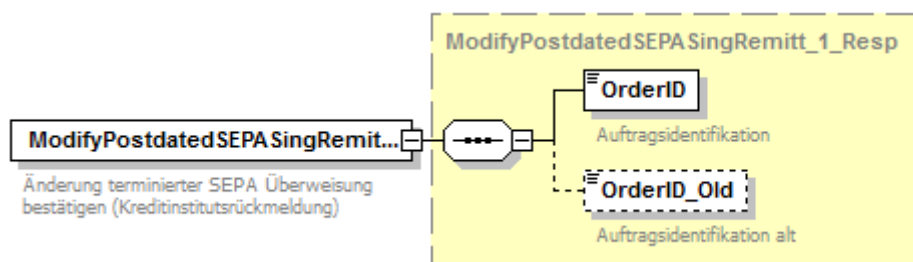 ModifyPostdatedSEPASingRemitt_1_Resp
OrderID
Auftragsidentifikation
ModifyPostdatedSEPASingRemit...
Änderung terminierter SEPA Überweisung
bestätigen (Kreditinstitutsrückmeldung)
OrderID_Old
Auftragsidentifikation alt